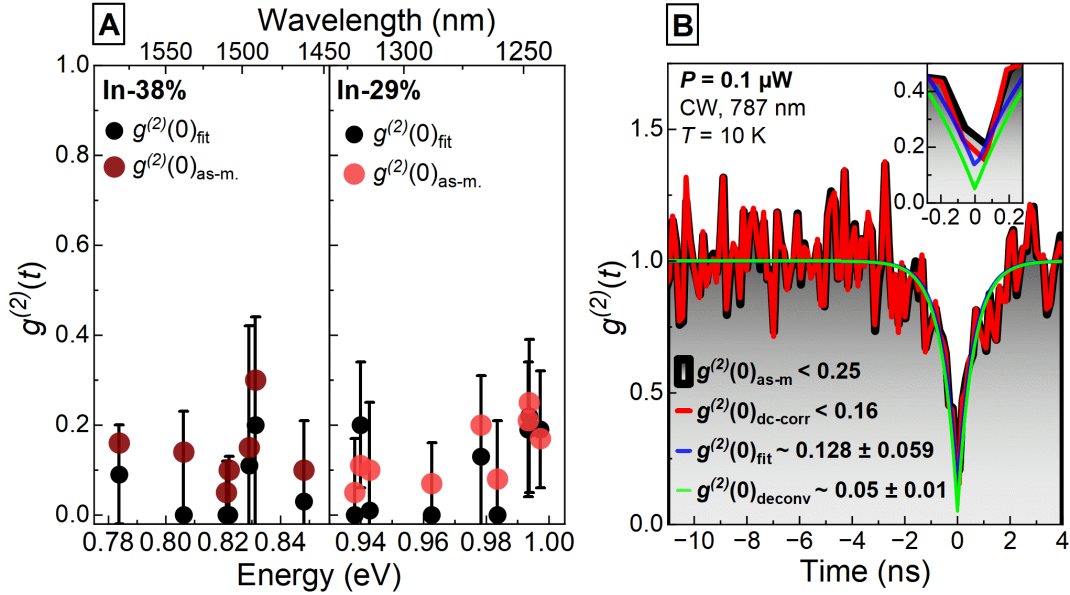 A
Wavelength (nm)
1550 1500 1450 1300 1250
1.0
0.8
0.6
0.4
0.2
0.0
g(2)(t)
In-38%
g(2)(0)fit
g(2)(0)as-m.
In-29%
g(2)(0)fit
g(2)(0)as-m.
0.78 0.80 0.82 0.84 0.94 0.96 0.98 1.00
Energy (eV)
B
P = 0.1 µW
CW, 787 nm
T = 10 K
0.4
0.2
0.0
-0.2 0 0.2
1.5
1.0
0.5
0.0
g(2)(t)
g(2)(0)as-m < 0.25
g(2)(0)dc-corr < 0.16
g(2)(0)fit ~ 0.128 ± 0.059
g(2)(0)deconv ~ 0.05 ± 0.01
−10 −8 −6 −4 −2 0 2 4
Time (ns)